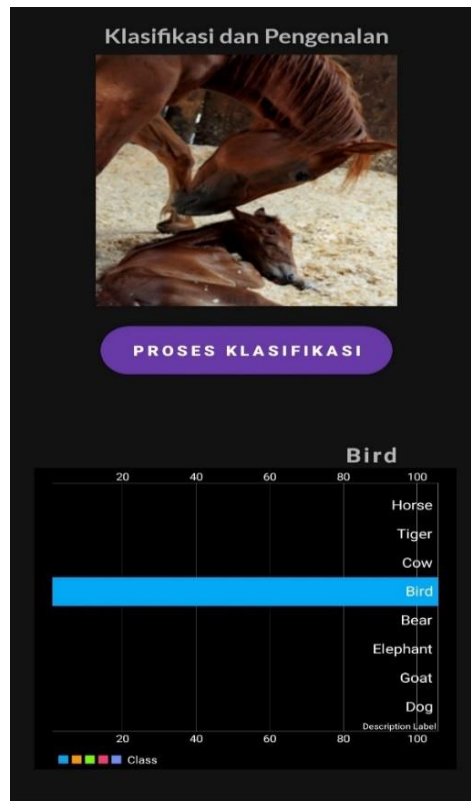 Klasifikasi dan Pengenalan
PROSES KLASIFIKASI
Bird
20 40 60 80 100
Horse
Tiger
Cow
Bird
Bear
Elephant
Goat
Dog
Description Label
20 40 60 80 100
Class